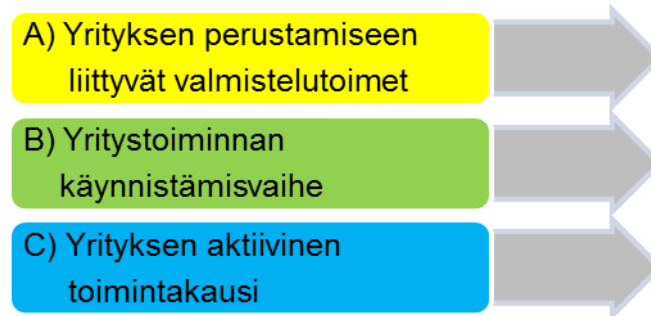 A) Yrityksen perustamiseen
liittyvät valmistelutoimet
B) Yritystoiminnan
käynnistämisvaihe
C) Yrityksen aktiivinen
toimintakausi